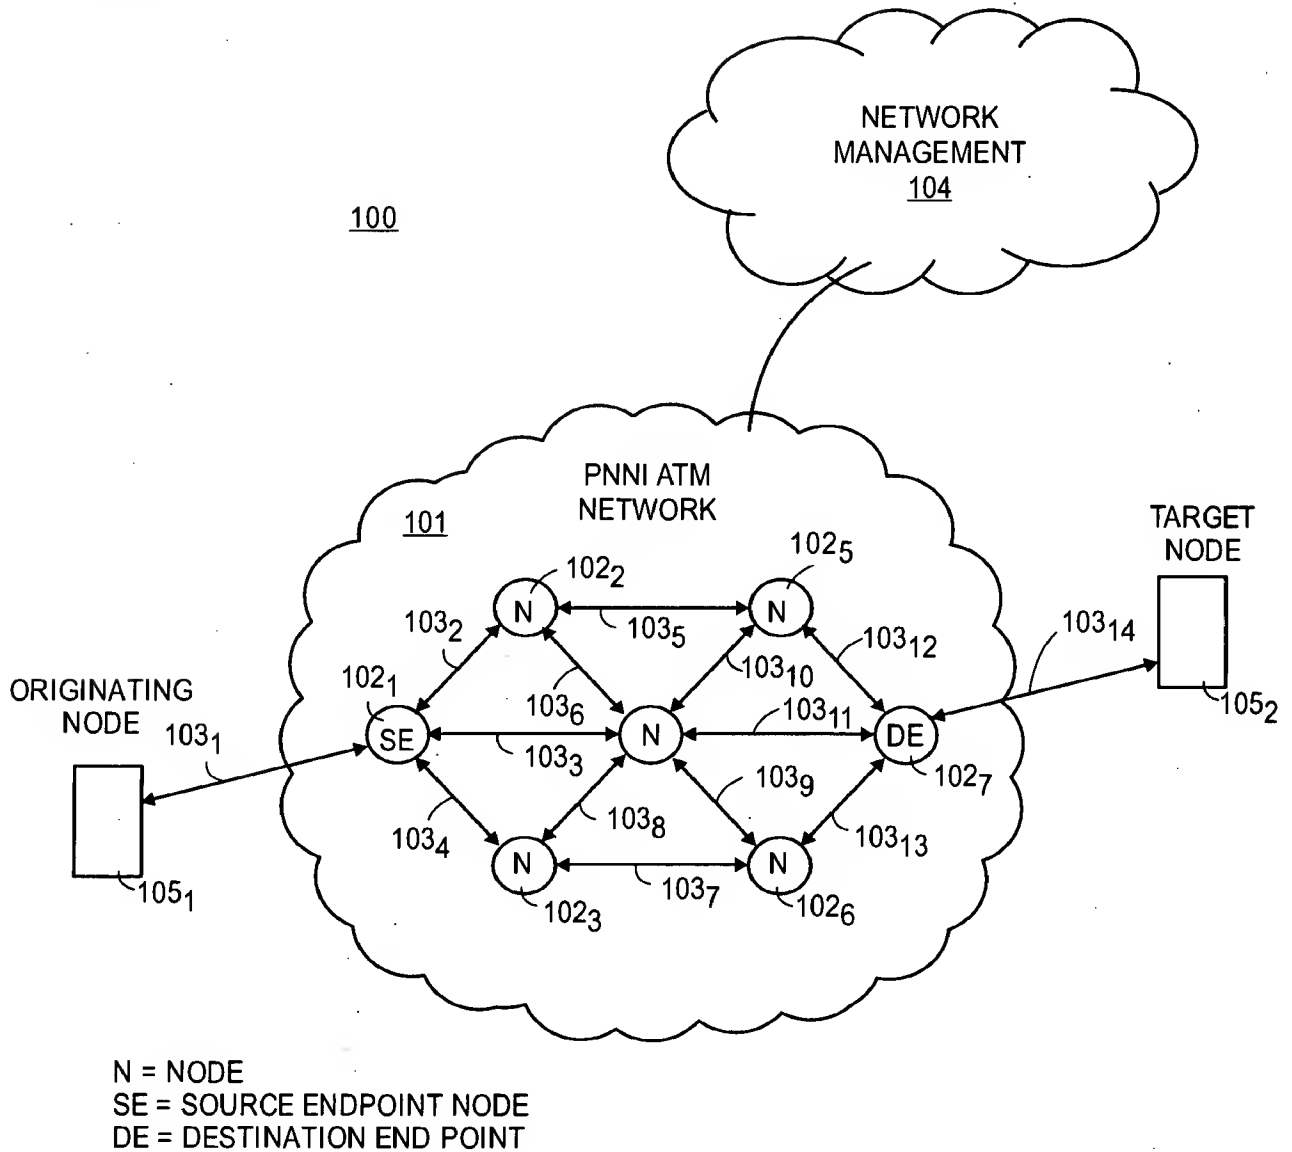 NETWORK
MANAGEMENT
104
100
PNNI ATM
NETWORK
101
TARGET
NODE
102₂
102₅
N
N
103₂
103₅
103₁₂
103₁₄
103₁₀
103₆
102₁
ORIGINATING
NODE
103₁
SE
103₃
N
103₁₁
DE
105₂
102₇
103₉
103₈
103₄
103₁₃
N
N
105₁
103₇
102₃
102₆
N = NODE
SE = SOURCE ENDPOINT NODE
DE = DESTINATION END POINT